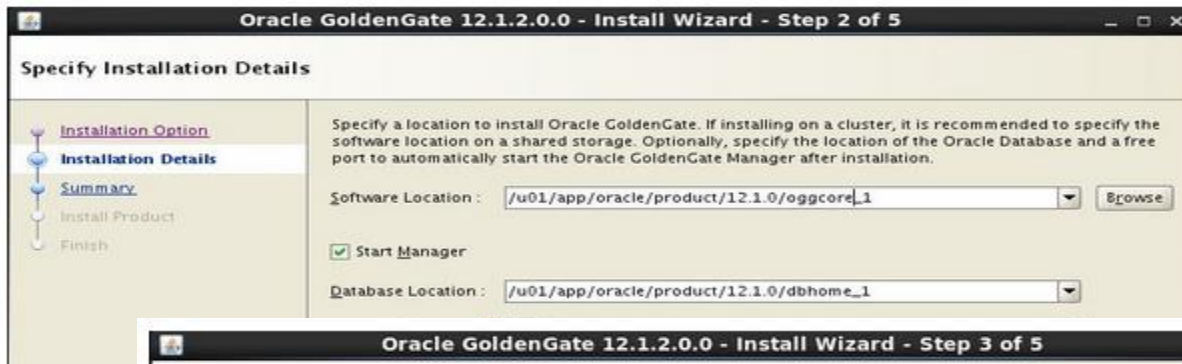 Oracle GoldenGate 12.1.2.0.0 - Install Wizard - Step 2 of 5
Specify Installation Details
Installation Option
Installation Details
Summary
Install Product
Finish
Specify a location to install Oracle GoldenGate. If installing on a cluster, it is recommended to specify the
software location on a shared storage. Optionally, specify the location of the Oracle Database and a free
port to automatically start the Oracle GoldenGate Manager after installation.
Software Location : /u01/app/oracle/product/12.1.0/oggcore_1 Browse
Start Manager
Database Location : /u01/app/oracle/product/12.1.0/dbhome_1
Oracle GoldenGate 12.1.2.0.0 - Install Wizard - Step 3 of 5